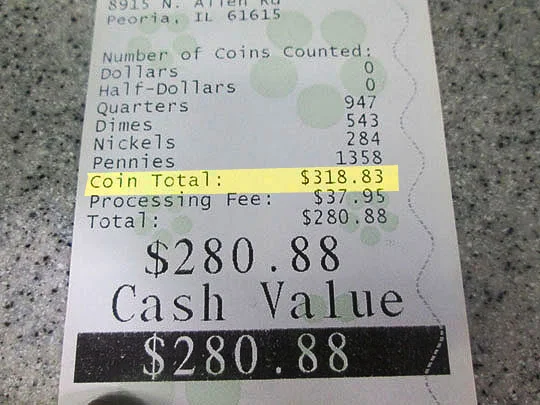 8915 N. Allen Rd
Peoria, IL 61615
Number of Coins Counted:
Dollars 0
Half-Dollars 0
Quarters 947
Dimes 543
Nickels 284
Pennies 1358
Coin Total: $318.83
Processing Fee: $37.95
Total: $280.88
$280.88
Cash Value
$280.88